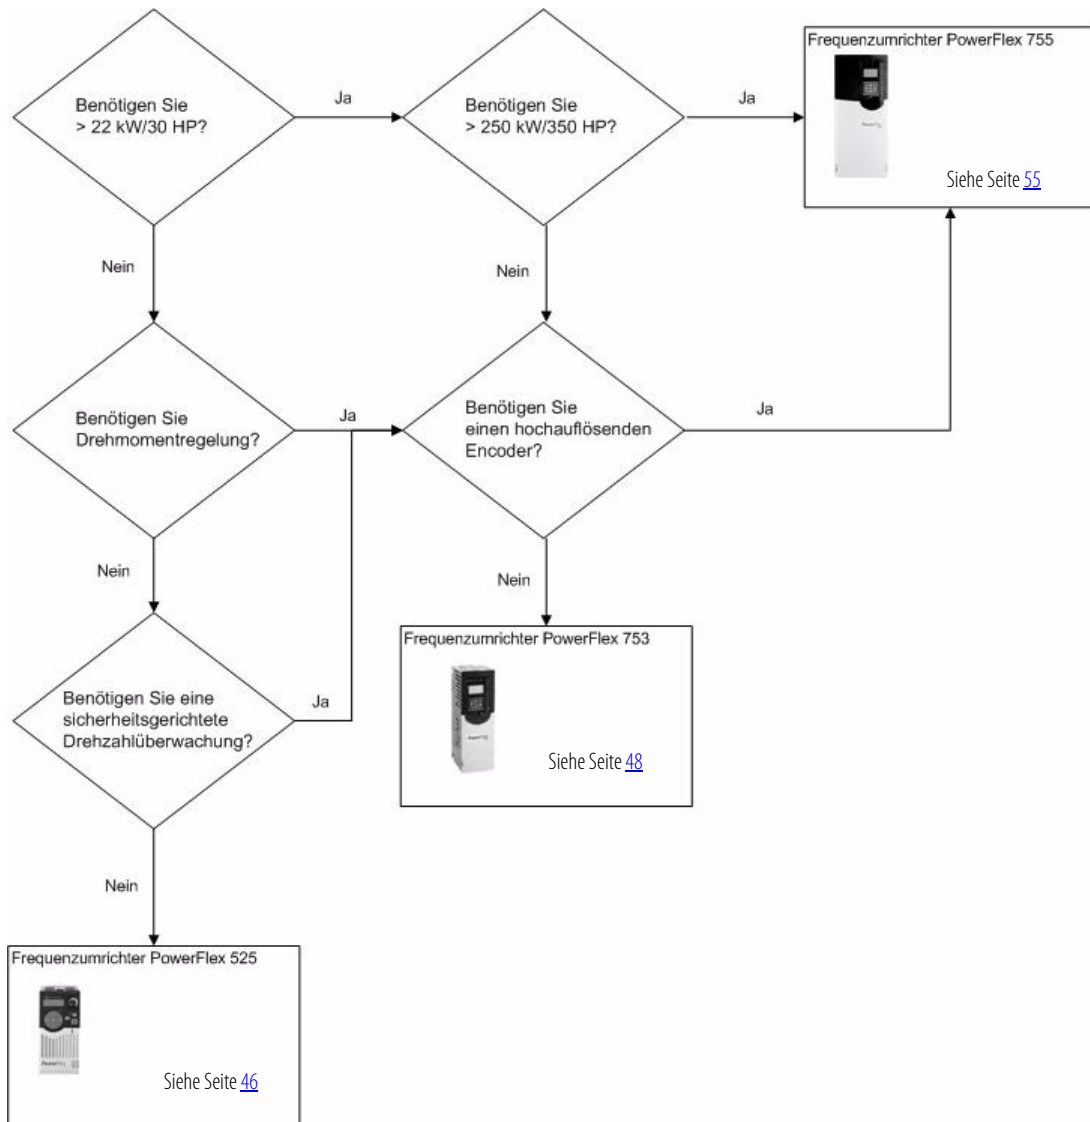 Frequenzumrichter PowerFlex 755
Benötigen Sie
> 22 kW/30 HP?
Ja
Benötigen Sie
> 250 kW/350 HP?
Ja
Siehe Seite 55
Nein
Nein
Benötigen Sie
Drehmomentregelung?
Ja
Benötigen Sie
einen hochauflösenden
Encoder?
Ja
Nein
Nein
Frequenzumrichter PowerFlex 753
Siehe Seite 48
Benötigen Sie eine
sicherheitsgerichtete
Drehzahlüberwachung?
Ja
Nein
Frequenzumrichter PowerFlex 525
Siehe Seite 46